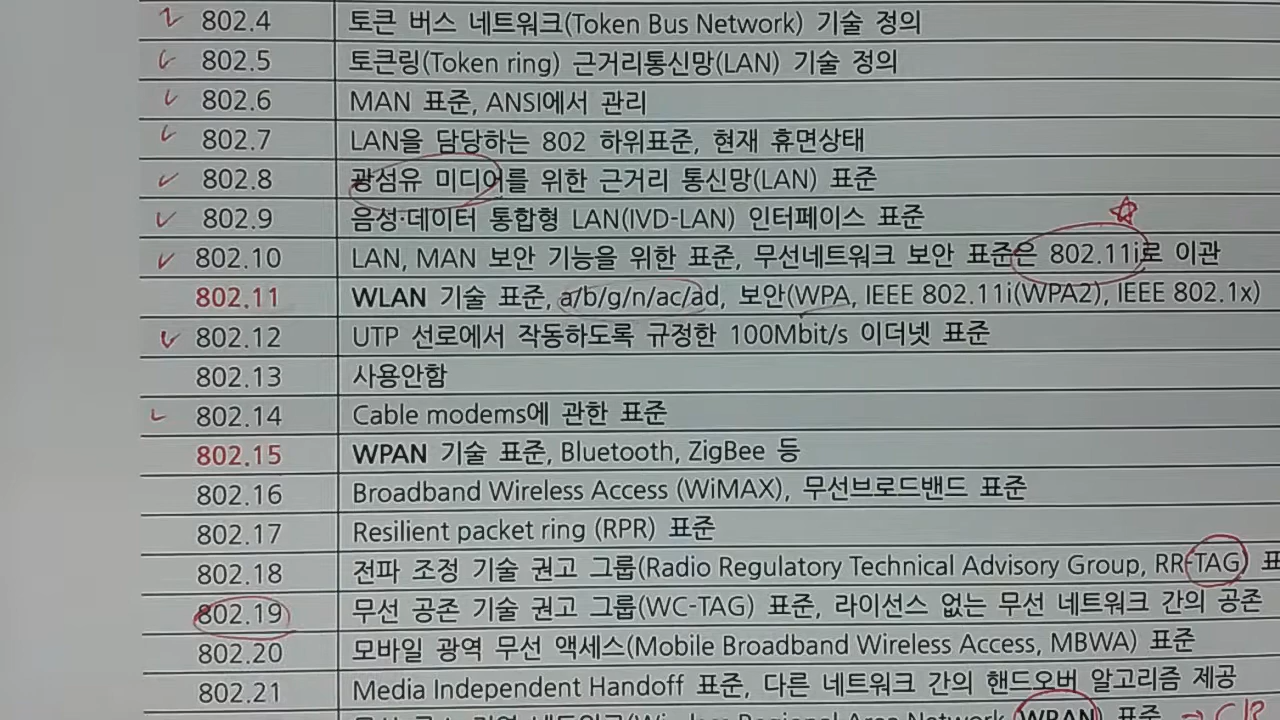 802.4 토큰 버스 네트워크(Token Bus Network) 기술 정의
802.5 토큰링(Token ring) 근거리통신망(LAN) 기술 정의
802.6 MAN 표준, ANSI에서 관리
802.7 LAN을 담당하는 802 하위표준, 현재 휴면상태
802.8 광섬유 미디어를 위한 근거리 통신망(LAN) 표준
802.9 음성·데이터 통합형 LAN(IVD-LAN) 인터페이스 표준
802.10 LAN, MAN 보안 기능을 위한 표준, 무선네트워크 보안 표준은 802.11i로 이관
802.11 WLAN 기술 표준, a/b/g/n/ac/ad, 보안(WPA, IEEE 802.11i(WPA2), IEEE 802.1x)
802.12 UTP 선로에서 작동하도록 규정한 100Mbit/s 이더넷 표준
802.13 사용안함
802.14 Cable modems에 관한 표준
802.15 WPAN 기술 표준, Bluetooth, ZigBee 등
802.16 Broadband Wireless Access (WiMAX), 무선브로드밴드 표준
802.17 Resilient packet ring (RPR) 표준
802.18 전파 조정 기술 권고 그룹(Radio Regulatory Technical Advisory Group, RR-TAG) 표
802.19 무선 공존 기술 권고 그룹(WC-TAG) 표준, 라이선스 없는 무선 네트워크 간의 공존
802.20 모바일 광역 무선 액세스(Mobile Broadband Wireless Access, MBWA) 표준
802.21 Media Independent Handoff 표준, 다른 네트워크 간의 핸드오버 알고리즘 제공
네트워크(Wireless Regional Area Network, WRAN) 표준